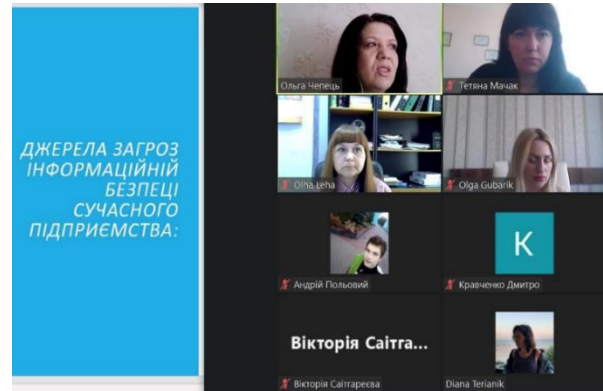 ДЖЕРЕЛА ЗАГРОЗ
ІНФОРМАЦІЙНІЙ
БЕЗПЕЦІ
СУЧАСНОГО
ПІДПРИЄМСТВА:
Ольга Чепець
Тетяна Мачак
Olha Leha
Olga Gubarik
К
Андрій Польовий
Кравченко Дмитро
Вікторія Саітга...
Вікторія Саітгареєва
Diana Terianik